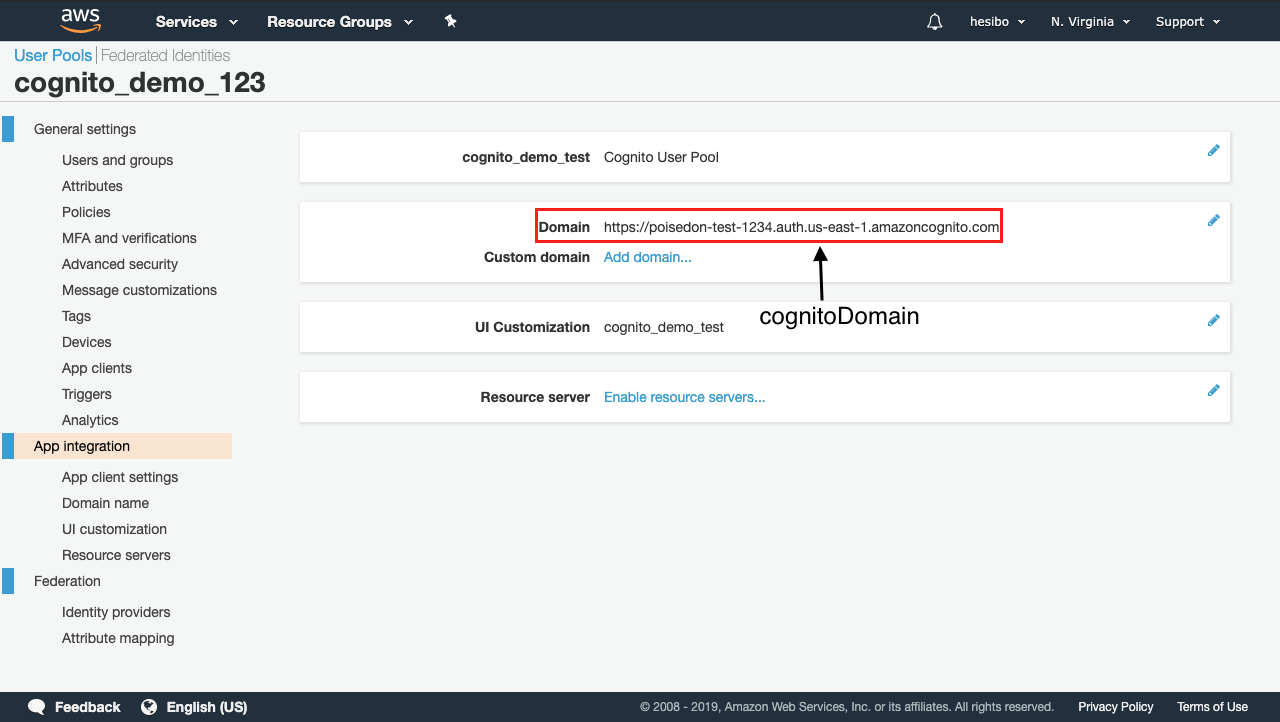 aws Services Resource Groups hesibo N. Virginia Support
User Pools Federated Identities
cognito_demo_123
General settings
Users and groups
Attributes
Policies
MFA and verifications
Advanced security
Message customizations
Tags
Devices
App clients
Triggers
Analytics
App integration
App client settings
Domain name
UI customization
Resource servers
Federation
Identity providers
Attribute mapping
cognito_demo_test Cognito User Pool
Domain https://poisedon-test-1234.auth.us-east-1.amazoncognito.com
Custom domain Add domain...
cognitoDomain
UI Customization cognito_demo_test
Resource server Enable resource servers...
Feedback English (US) © 2008 - 2019, Amazon Web Services, Inc. or its affiliates. All rights reserved. Privacy Policy Terms of Use